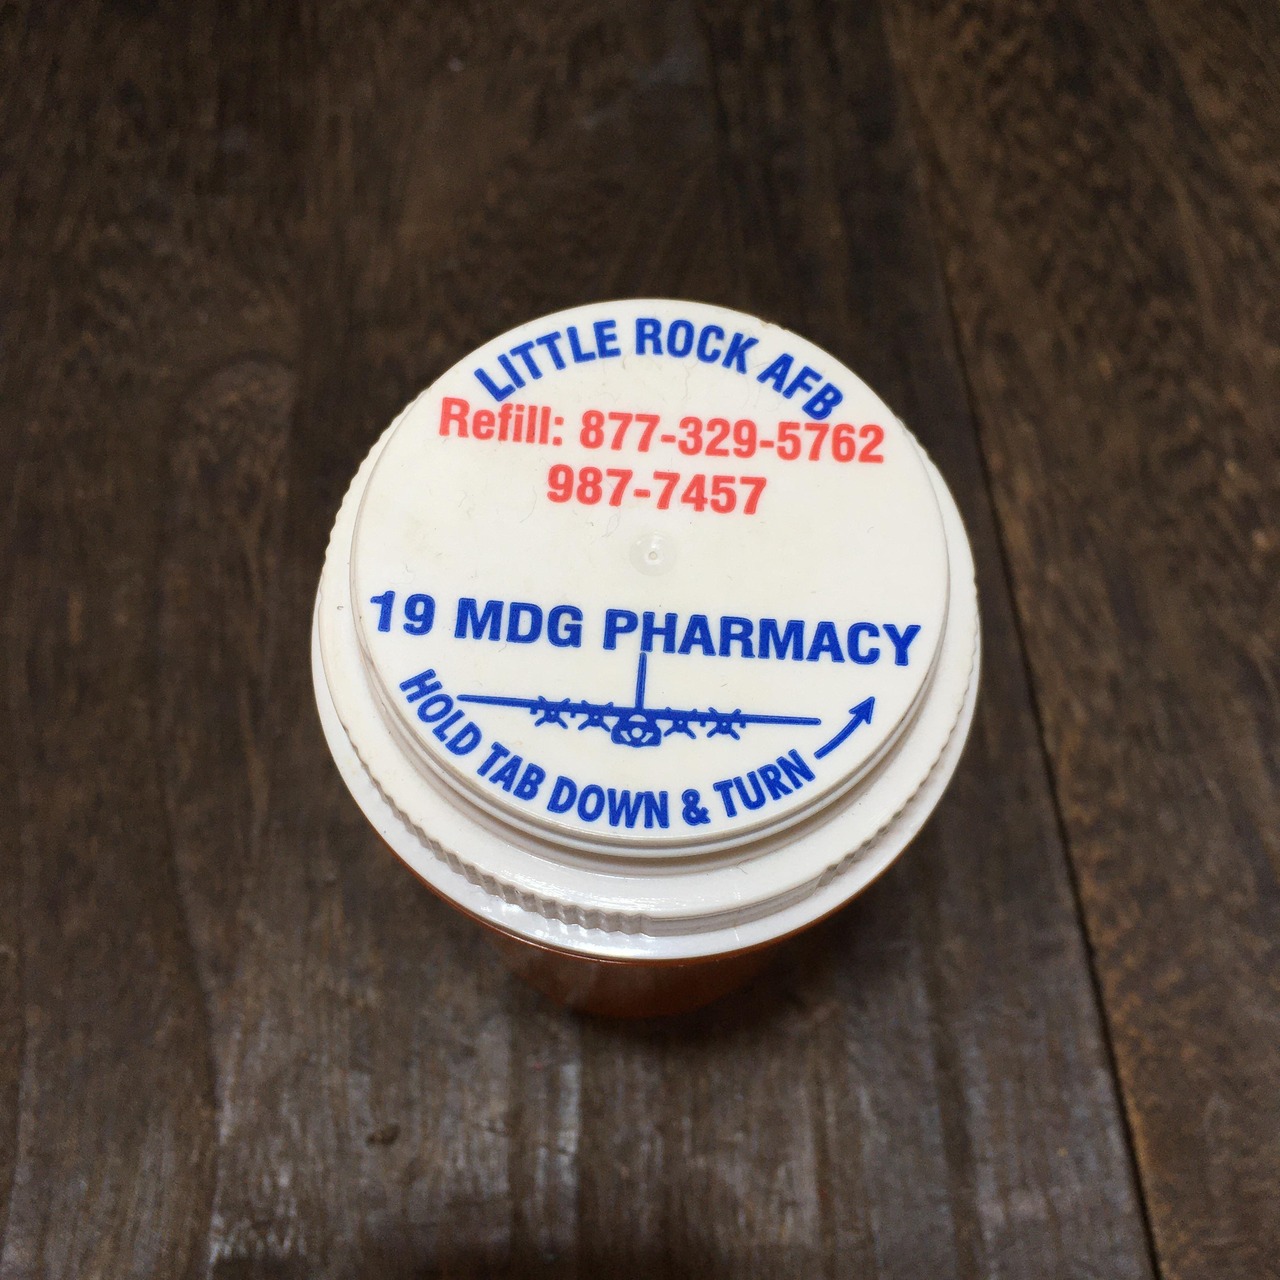 LITTLE ROCK AFB
Refill: 877-329-5762
987-7457
19 MDG PHARMACY
HOLD TAB DOWN & TURN